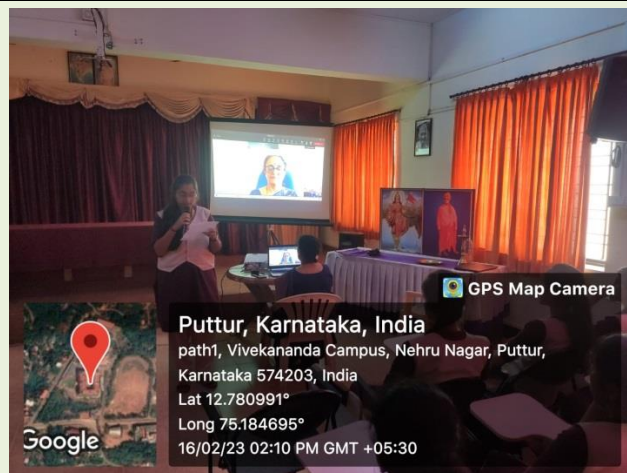 GPS Map Camera
Puttur, Karnataka, India
path1, Vivekananda Campus, Nehru Nagar, Puttur,
Karnataka 574203, India
Lat 12.780991°
Long 75.184695°
16/02/23 02:10 PM GMT +05:30
Google